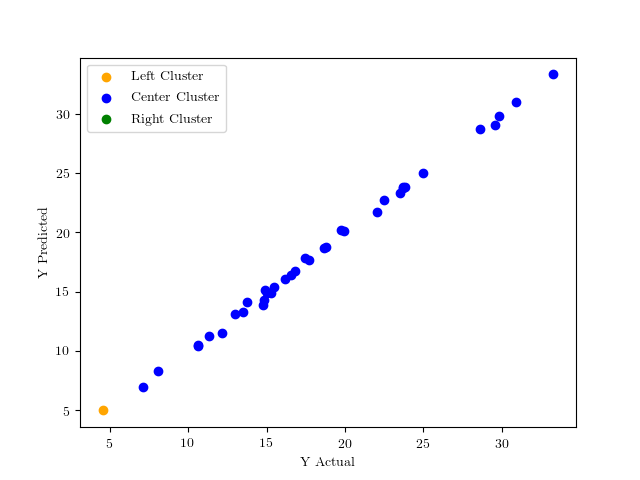 Left Cluster
Center Cluster
Right Cluster
30
25
20
15
10
5
Y Predicted
5 10 15 20 25 30
Y Actual